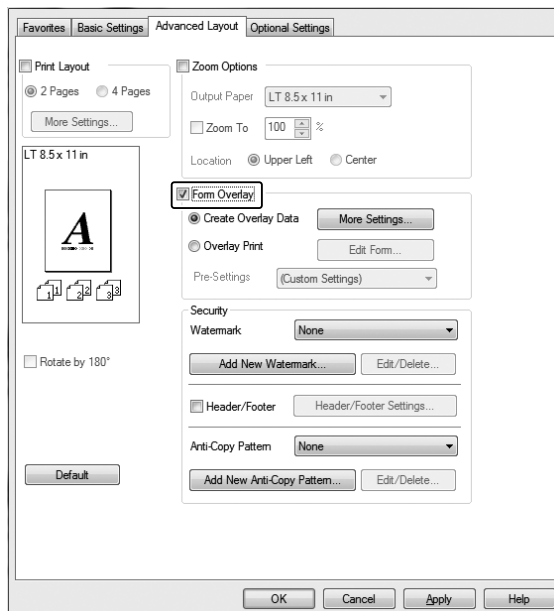 Favorites Basic Settings Advanced Layout Optional Settings
Print Layout
2 Pages 4 Pages
More Settings...
LT 8.5 x 11 in
A
1 1 2 2 3 3
Rotate by 180°
Default
Zoom Options
Output Paper LT 8.5 x 11 in
Zoom To 100 %
Location Upper Left Center
Form Overlay
Create Overlay Data More Settings...
Overlay Print Edit Form...
Pre-Settings (Custom Settings)
Security
Watermark None
Add New Watermark... Edit/Delete...
Header/Footer Header/Footer Settings...
Anti-Copy Pattern None
Add New Anti-Copy Pattern... Edit/Delete...
OK Cancel Apply Help